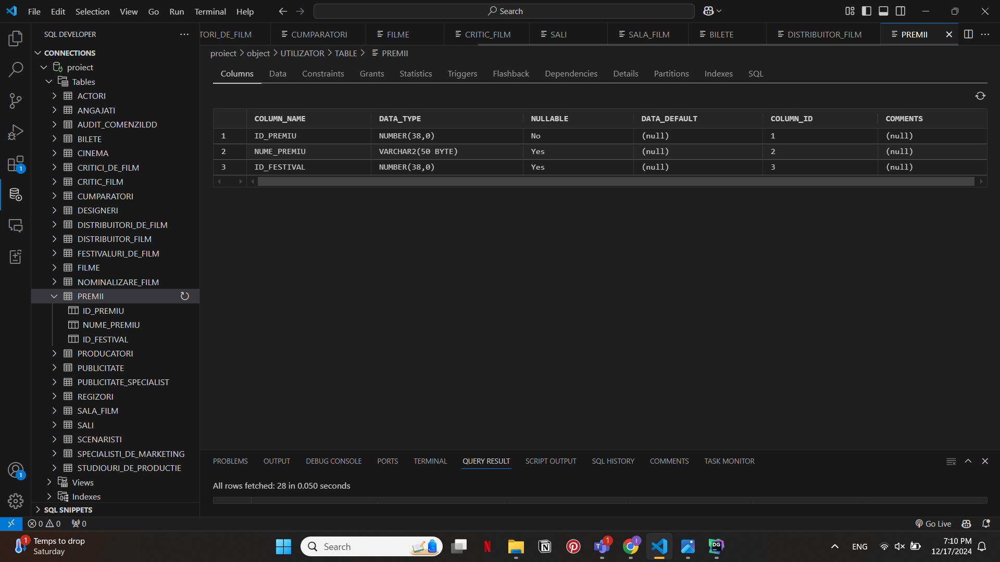 File Edit Selection View Go Run Terminal Help
Search
SQL DEVELOPER
CONNECTIONS
proiect
Tables
ACTORI
ANGAJATI
AUDIT_COMENZILDD
BILETE
CINEMA
CRITICI_DE_FILM
CRITIC_FILM
CUMPARATORI
DESIGNERI
DISTRIBUITORI_DE_FILM
DISTRIBUITOR_FILM
FESTIVALURI_DE_FILM
FILME
NOMINALIZARE_FILM
PREMII
ID_PREMIU
NUME_PREMIU
ID_FESTIVAL
PRODUCATORI
PUBLICITATE
PUBLICITATE_SPECIALIST
REGIZORI
SALA_FILM
SALI
SCENARISTI
SPECIALISTI_DE_MARKETING
STUDIOURI_DE_PRODUCTIE
Views
Indexes
SQL SNIPPETS
1
1
TORI_DE_FILM CUMPARATORI FILME CRITIC_FILM SALI SALA_FILM BILETE DISTRIBUITOR_FILM PREMII
proiect > object > UTILIZATOR > TABLE > PREMII
Columns Data Constraints Grants Statistics Triggers Flashback Dependencies Details Partitions Indexes SQL
COLUMN_NAME DATA_TYPE NULLABLE DATA_DEFAULT COLUMN_ID COMMENTS
1 ID_PREMIU NUMBER(38,0) No (null) 1 (null)
2 NUME_PREMIU VARCHAR2(50 BYTE) Yes (null) 2 (null)
3 ID_FESTIVAL NUMBER(38,0) Yes (null) 3 (null)
PROBLEMS OUTPUT DEBUG CONSOLE PORTS TERMINAL QUERY RESULT SCRIPT OUTPUT SQL HISTORY COMMENTS TASK MONITOR
All rows fetched: 28 in 0.050 seconds
0 0 0 Go Live
1 Temps to drop
Saturday
Search
N
N
T 1
I
DG
ENG
7:10 PM
12/17/2024